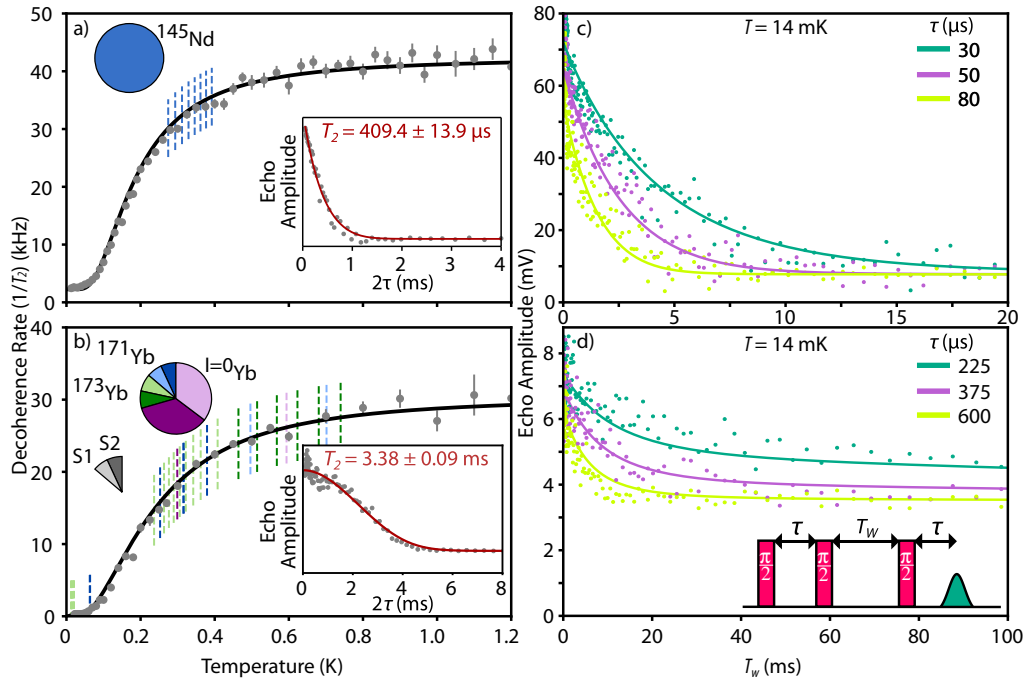 a)
145Nd
50
40
30
20
10
0
T2 = 409.4 ± 13.9 μs
Echo
Amplitude
0 1 2 3 4
2τ (ms)
Decoherence Rate (1/T2) (kHz)
b)
171Yb
173Yb
I=0Yb
S1
S2
40
30
20
10
0
T2 = 3.38 ± 0.09 ms
Echo
Amplitude
0 2 4 6 8
2τ (ms)
0 0.2 0.4 0.6 0.8 1.0 1.2
Temperature (K)
T = 14 mK
c)
τ (μs)
30
50
80
80
60
40
20
0
0 5 10 15 20
Echo Amplitude (mV)
T = 14 mK
d)
τ (μs)
225
375
600
8
6
4
2
0
τ
TW
τ
π
2
π
2
π
2
0 20 40 60 80 100
Tw (ms)